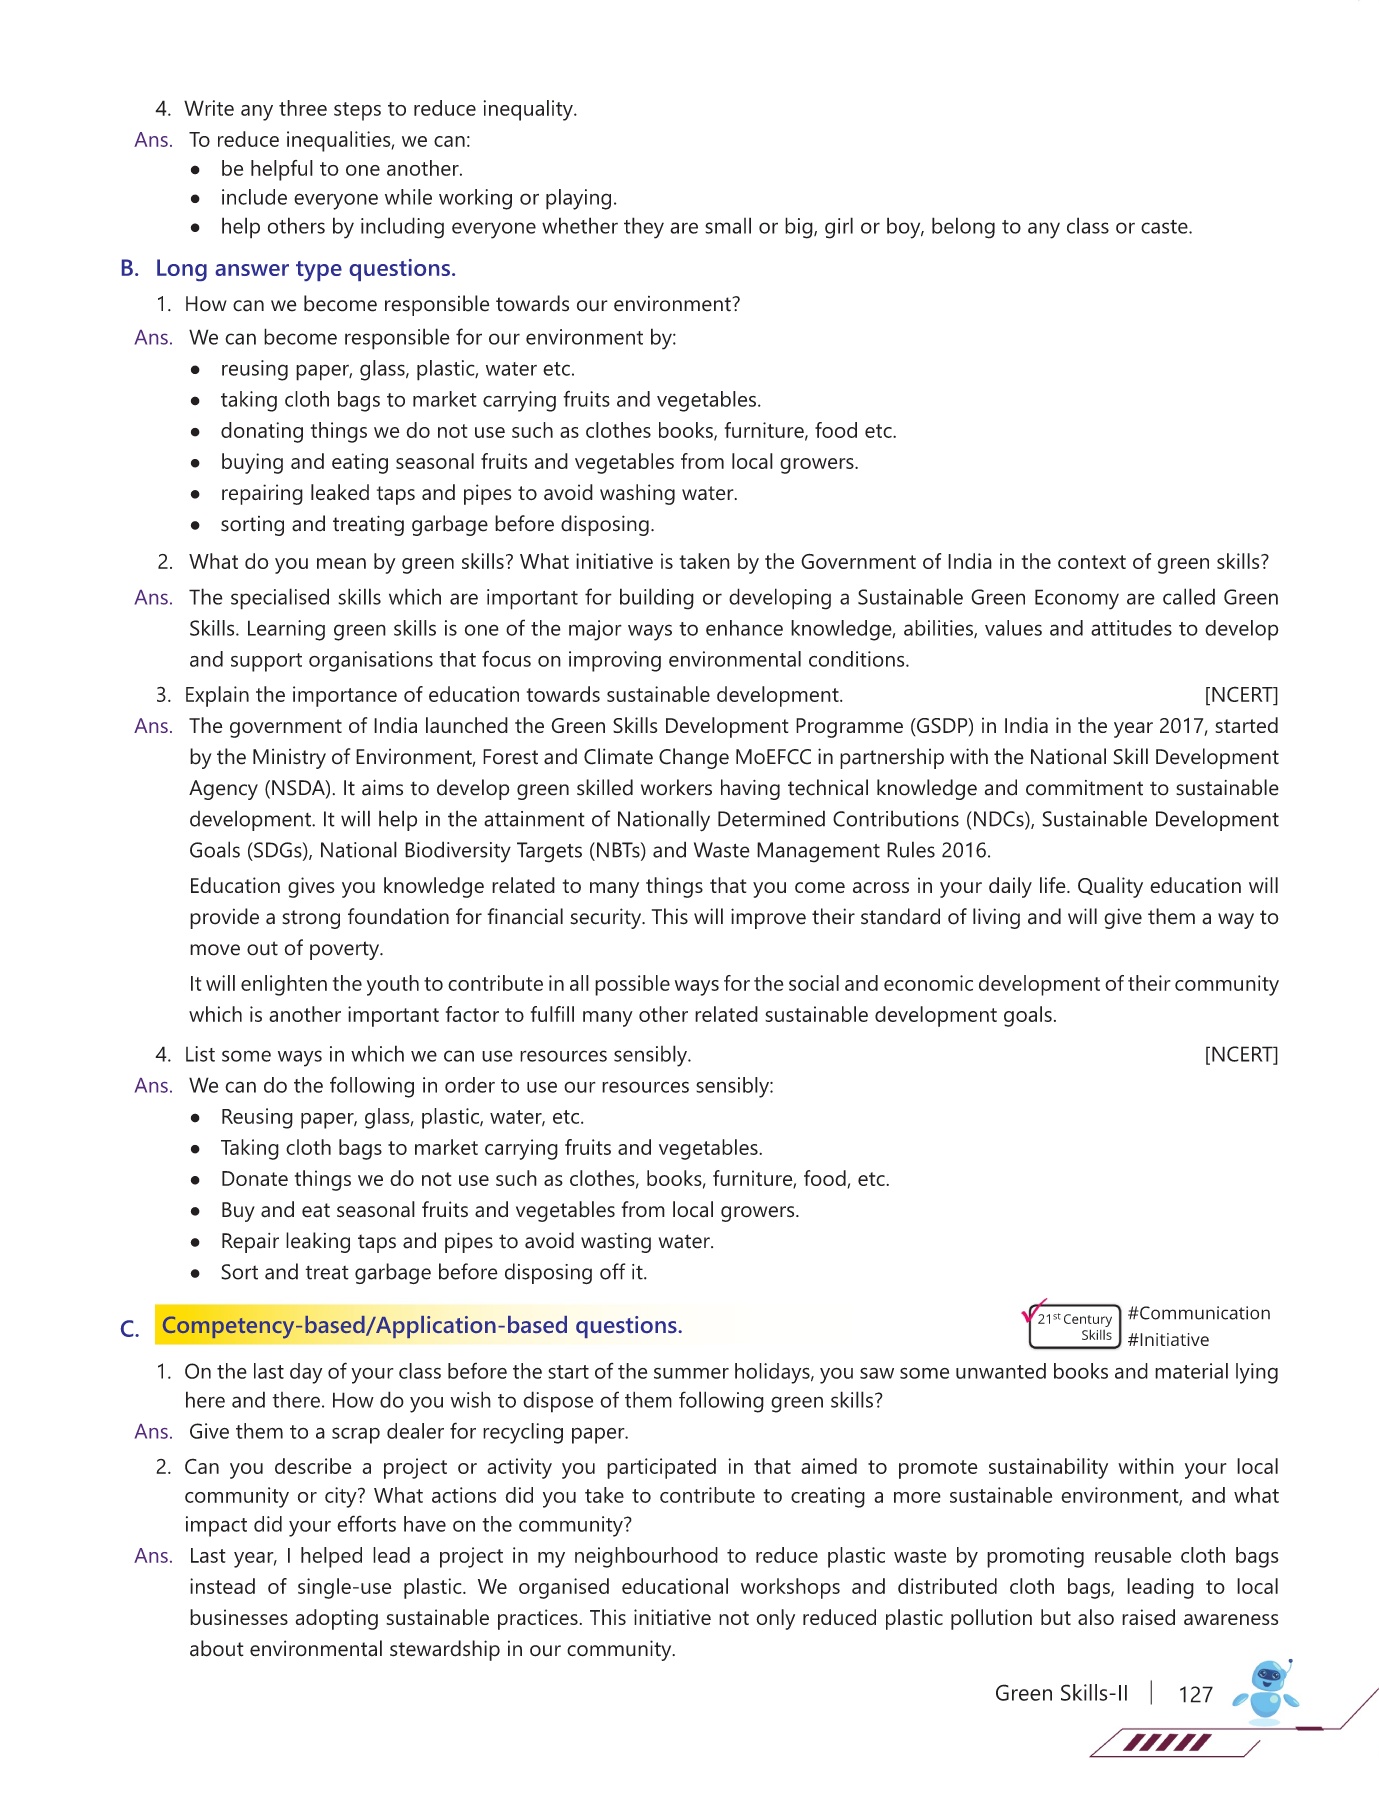 4. Write any three steps to reduce inequality.
Ans. To reduce inequalities, we can:
● be helpful to one another.
● include everyone while working or playing.
● help others by including everyone whether they are small or big, girl or boy, belong to any class or caste.
B. Long answer type questions.
1. How can we become responsible towards our environment?
Ans. We can become responsible for our environment by:
● reusing paper, glass, plastic, water etc.
● taking cloth bags to market carrying fruits and vegetables.
● donating things we do not use such as clothes books, furniture, food etc.
● buying and eating seasonal fruits and vegetables from local growers.
● repairing leaked taps and pipes to avoid washing water.
● sorting and treating garbage before disposing.
2. What do you mean by green skills? What initiative is taken by the Government of India in the context of green skills?
Ans. The specialised skills which are important for building or developing a Sustainable Green Economy are called Green
Skills. Learning green skills is one of the major ways to enhance knowledge, abilities, values and attitudes to develop
and support organisations that focus on improving environmental conditions.
3. Explain the importance of education towards sustainable development. [NCERT]
Ans. The government of India launched the Green Skills Development Programme (GSDP) in India in the year 2017, started
by the Ministry of Environment, Forest and Climate Change MoEFCC in partnership with the National Skill Development
Agency (NSDA). It aims to develop green skilled workers having technical knowledge and commitment to sustainable
development. It will help in the attainment of Nationally Determined Contributions (NDCs), Sustainable Development
Goals (SDGs), National Biodiversity Targets (NBTs) and Waste Management Rules 2016.
Education gives you knowledge related to many things that you come across in your daily life. Quality education will
provide a strong foundation for financial security. This will improve their standard of living and will give them a way to
move out of poverty.
It will enlighten the youth to contribute in all possible ways for the social and economic development of their community
which is another important factor to fulfill many other related sustainable development goals.
4. List some ways in which we can use resources sensibly. [NCERT]
Ans. We can do the following in order to use our resources sensibly:
● Reusing paper, glass, plastic, water, etc.
● Taking cloth bags to market carrying fruits and vegetables.
● Donate things we do not use such as clothes, books, furniture, food, etc.
● Buy and eat seasonal fruits and vegetables from local growers.
● Repair leaking taps and pipes to avoid wasting water.
● Sort and treat garbage before disposing off it.
C. Competency-based/Application-based questions.
21st Century
Skills
#Communication
#Initiative
1. On the last day of your class before the start of the summer holidays, you saw some unwanted books and material lying
here and there. How do you wish to dispose of them following green skills?
Ans. Give them to a scrap dealer for recycling paper.
2. Can you describe a project or activity you participated in that aimed to promote sustainability within your local
community or city? What actions did you take to contribute to creating a more sustainable environment, and what
impact did your efforts have on the community?
Ans. Last year, I helped lead a project in my neighbourhood to reduce plastic waste by promoting reusable cloth bags
instead of single-use plastic. We organised educational workshops and distributed cloth bags, leading to local
businesses adopting sustainable practices. This initiative not only reduced plastic pollution but also raised awareness
about environmental stewardship in our community.
Green Skills-II | 127